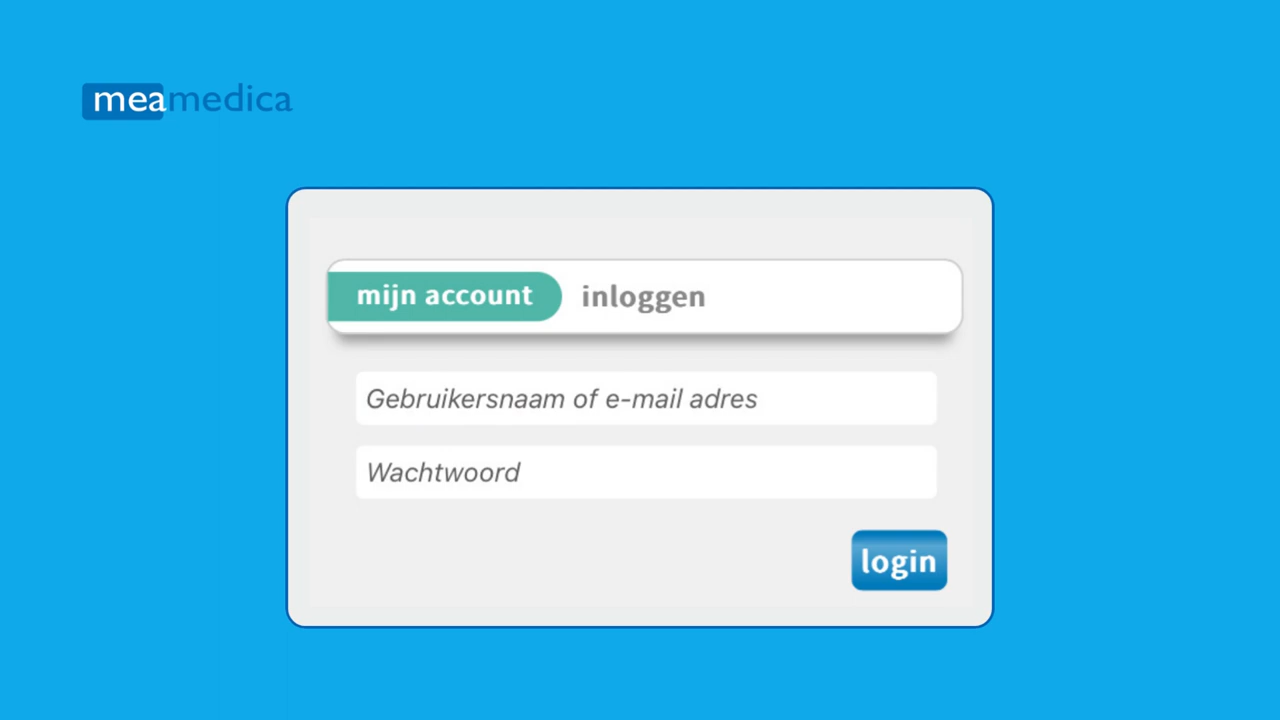 meamedica
mijn account inloggen
Gebruikersnaam of e-mail adres
Wachtwoord
login